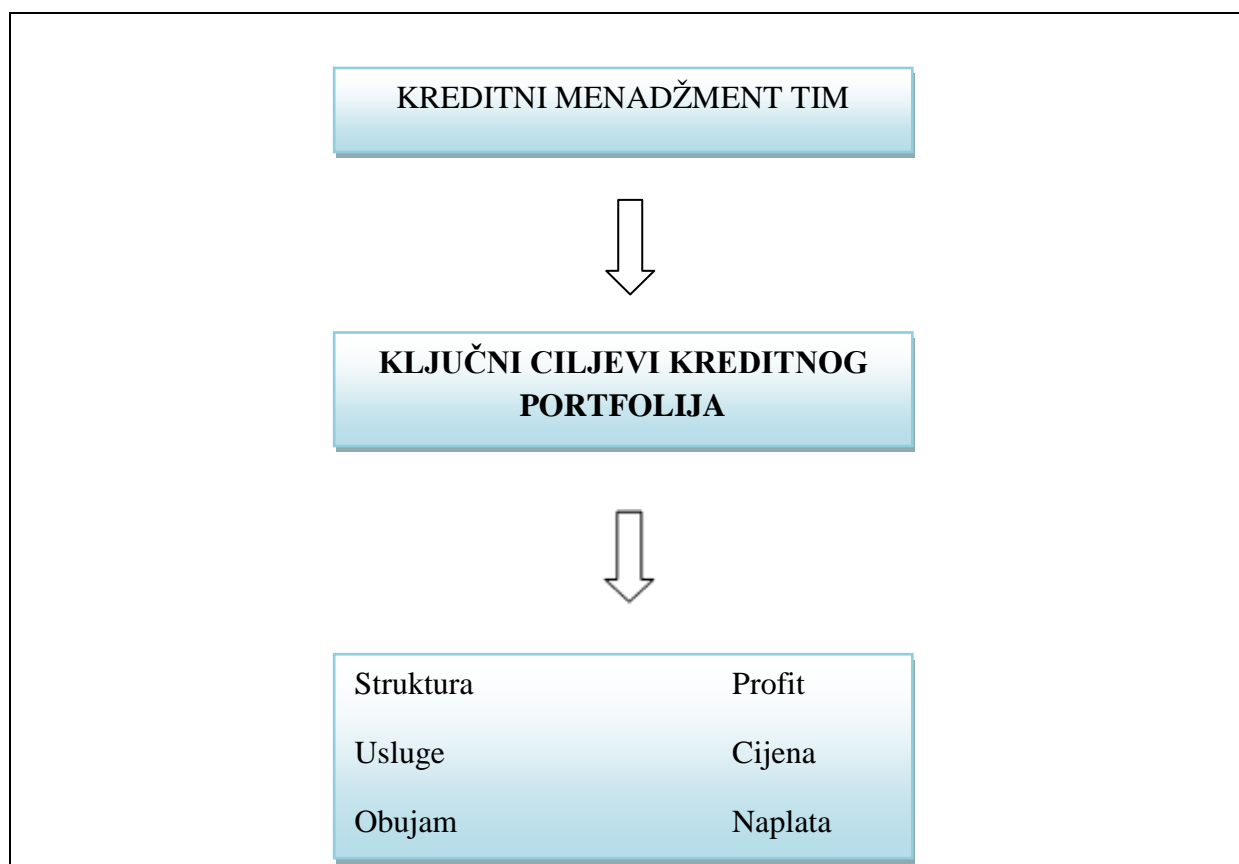 KREDITNI MENADŽMENT TIM
KLJUČNI CILJEVI KREDITNOG
PORTFOLIJA
Struktura Profit
Usluge Cijena
Obujam Naplata